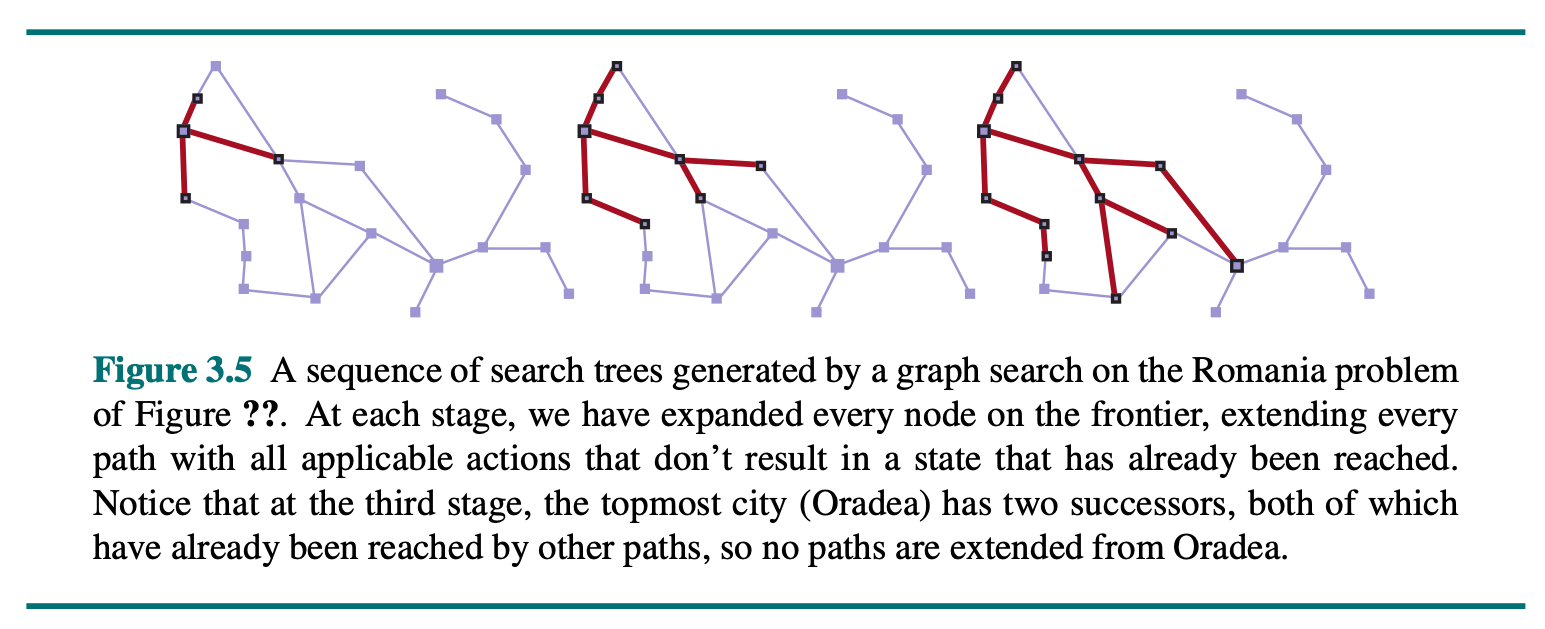 Figure 3.5 A sequence of search trees generated by a graph search on the Romania problem
of Figure ??. At each stage, we have expanded every node on the frontier, extending every
path with all applicable actions that don’t result in a state that has already been reached.
Notice that at the third stage, the topmost city (Oradea) has two successors, both of which
have already been reached by other paths, so no paths are extended from Oradea.